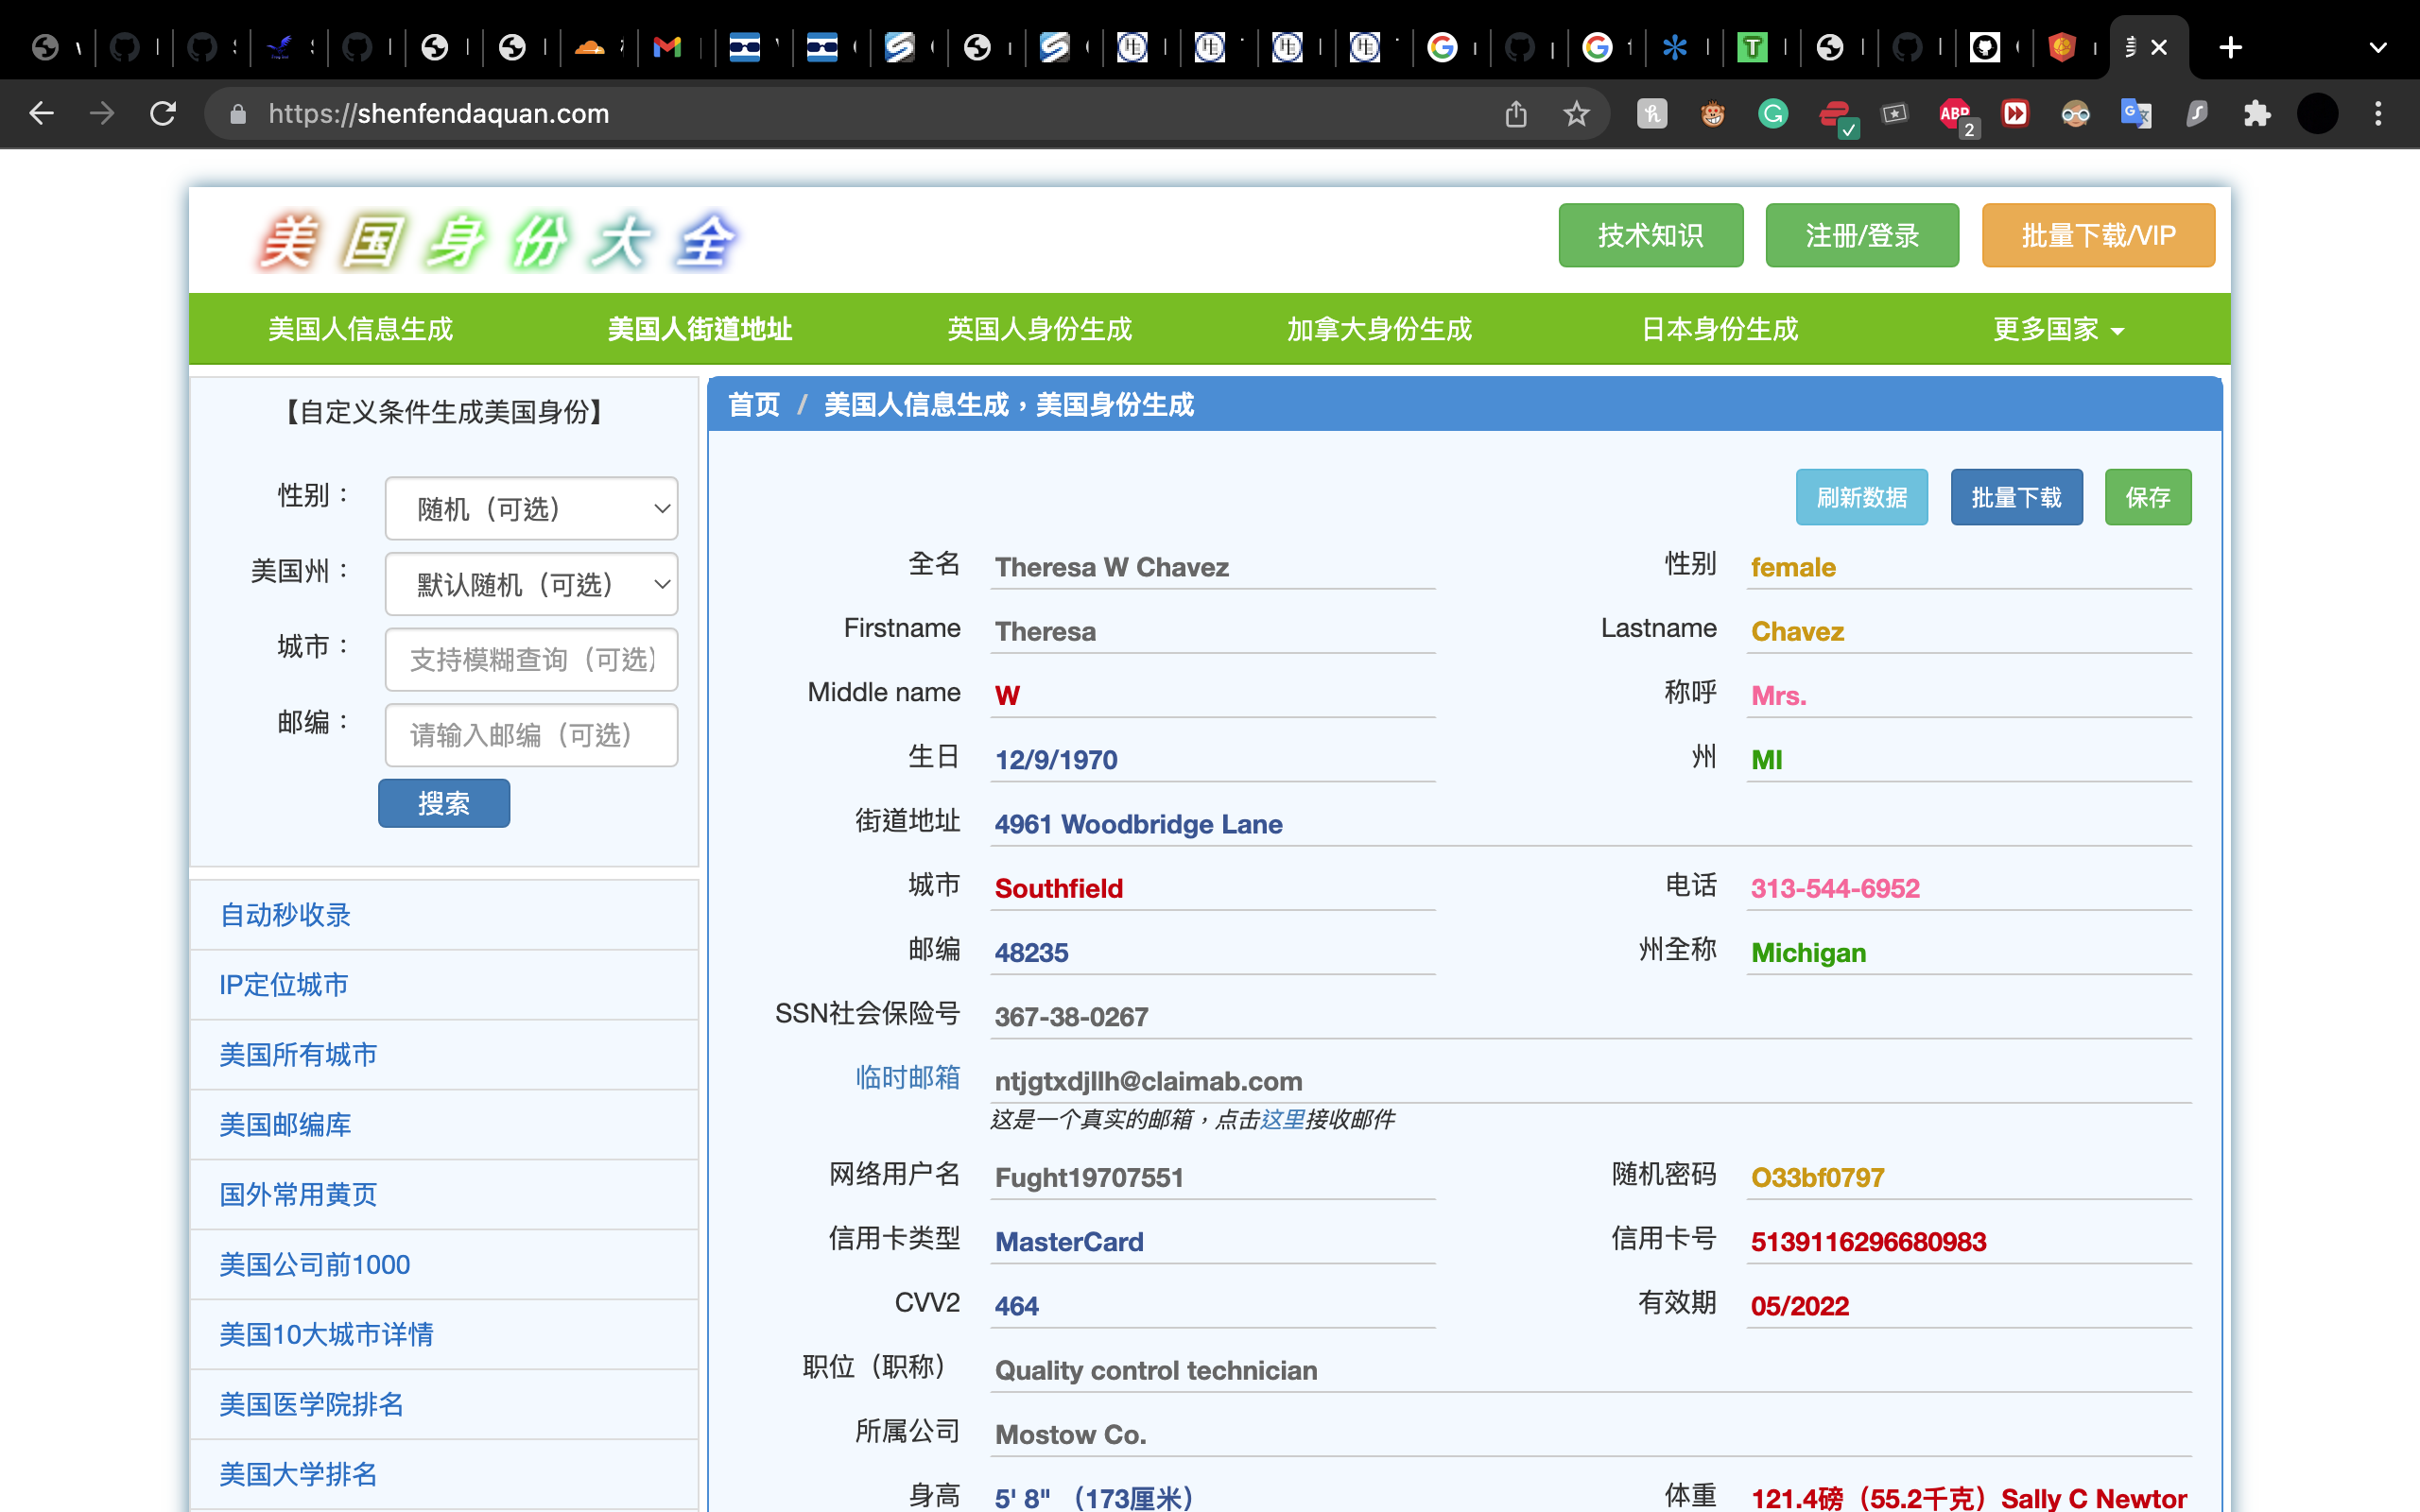 https://shenfendaquan.com
美国身份大全
技术知识 注册/登录 批量下载/VIP
美国人信息生成 美国人街道地址 英国人身份生成 加拿大身份生成 日本身份生成 更多国家
【自定义条件生成美国身份】
性别： 随机（可选）
美国州： 默认随机（可选）
城市： 支持模糊查询（可选）
邮编： 请输入邮编（可选）
搜索
自动秒收录
IP定位城市
美国所有城市
美国邮编库
国外常用黄页
美国公司前1000
美国10大城市详情
美国医学院排名
美国大学排名
首页 / 美国人信息生成，美国身份生成
刷新数据 批量下载 保存
全名 Theresa W Chavez 性别 female
Firstname Theresa Lastname Chavez
Middle name W 称呼 Mrs.
生日 12/9/1970 州 MI
街道地址 4961 Woodbridge Lane
城市 Southfield 电话 313-544-6952
邮编 48235 州全称 Michigan
SSN社会保险号 367-38-0267
临时邮箱 ntjgtxdjllh@claimab.com
这是一个真实的邮箱，点击这里接收邮件
网络用户名 Fught19707551 随机密码 O33bf0797
信用卡类型 MasterCard 信用卡号 5139116296680983
CVV2 464 有效期 05/2022
职位（职称） Quality control technician
所属公司 Mostow Co.
身高 5' 8" （173厘米） 体重 121.4磅（55.2千克）Sally C Newtor